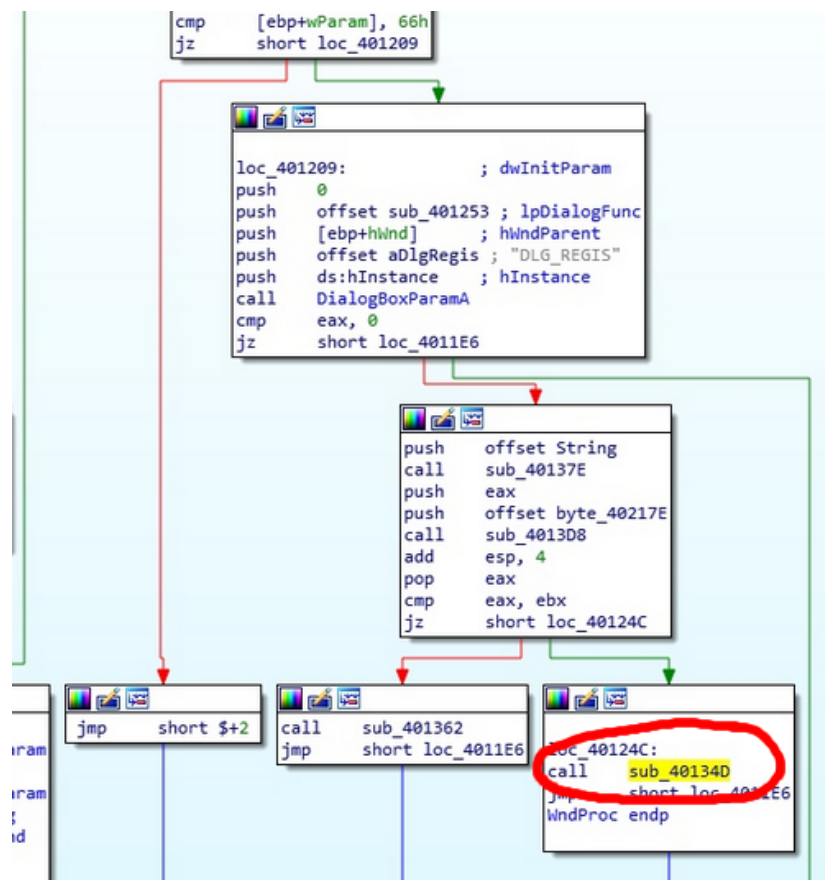 cmp [ebp+wParam], 66h
jz short loc_401209
loc_401209: ; dwInitParam
push 0
push offset sub_401253 ; lpDialogFunc
push [ebp+hWnd] ; hWndParent
push offset aDlgRegis ; "DLG_REGIS"
push ds:hInstance ; hInstance
call DialogBoxParamA
cmp eax, 0
jz short loc_4011E6
push offset String
call sub_40137E
push eax
push offset byte_40217E
call sub_4013D8
add esp, 4
pop eax
cmp eax, ebx
jz short loc_40124C
jmp short $+2
call sub_401362
jmp short loc_4011E6
loc_40124C:
call sub_40134D
jmp short loc_4011E6
WndProc endp